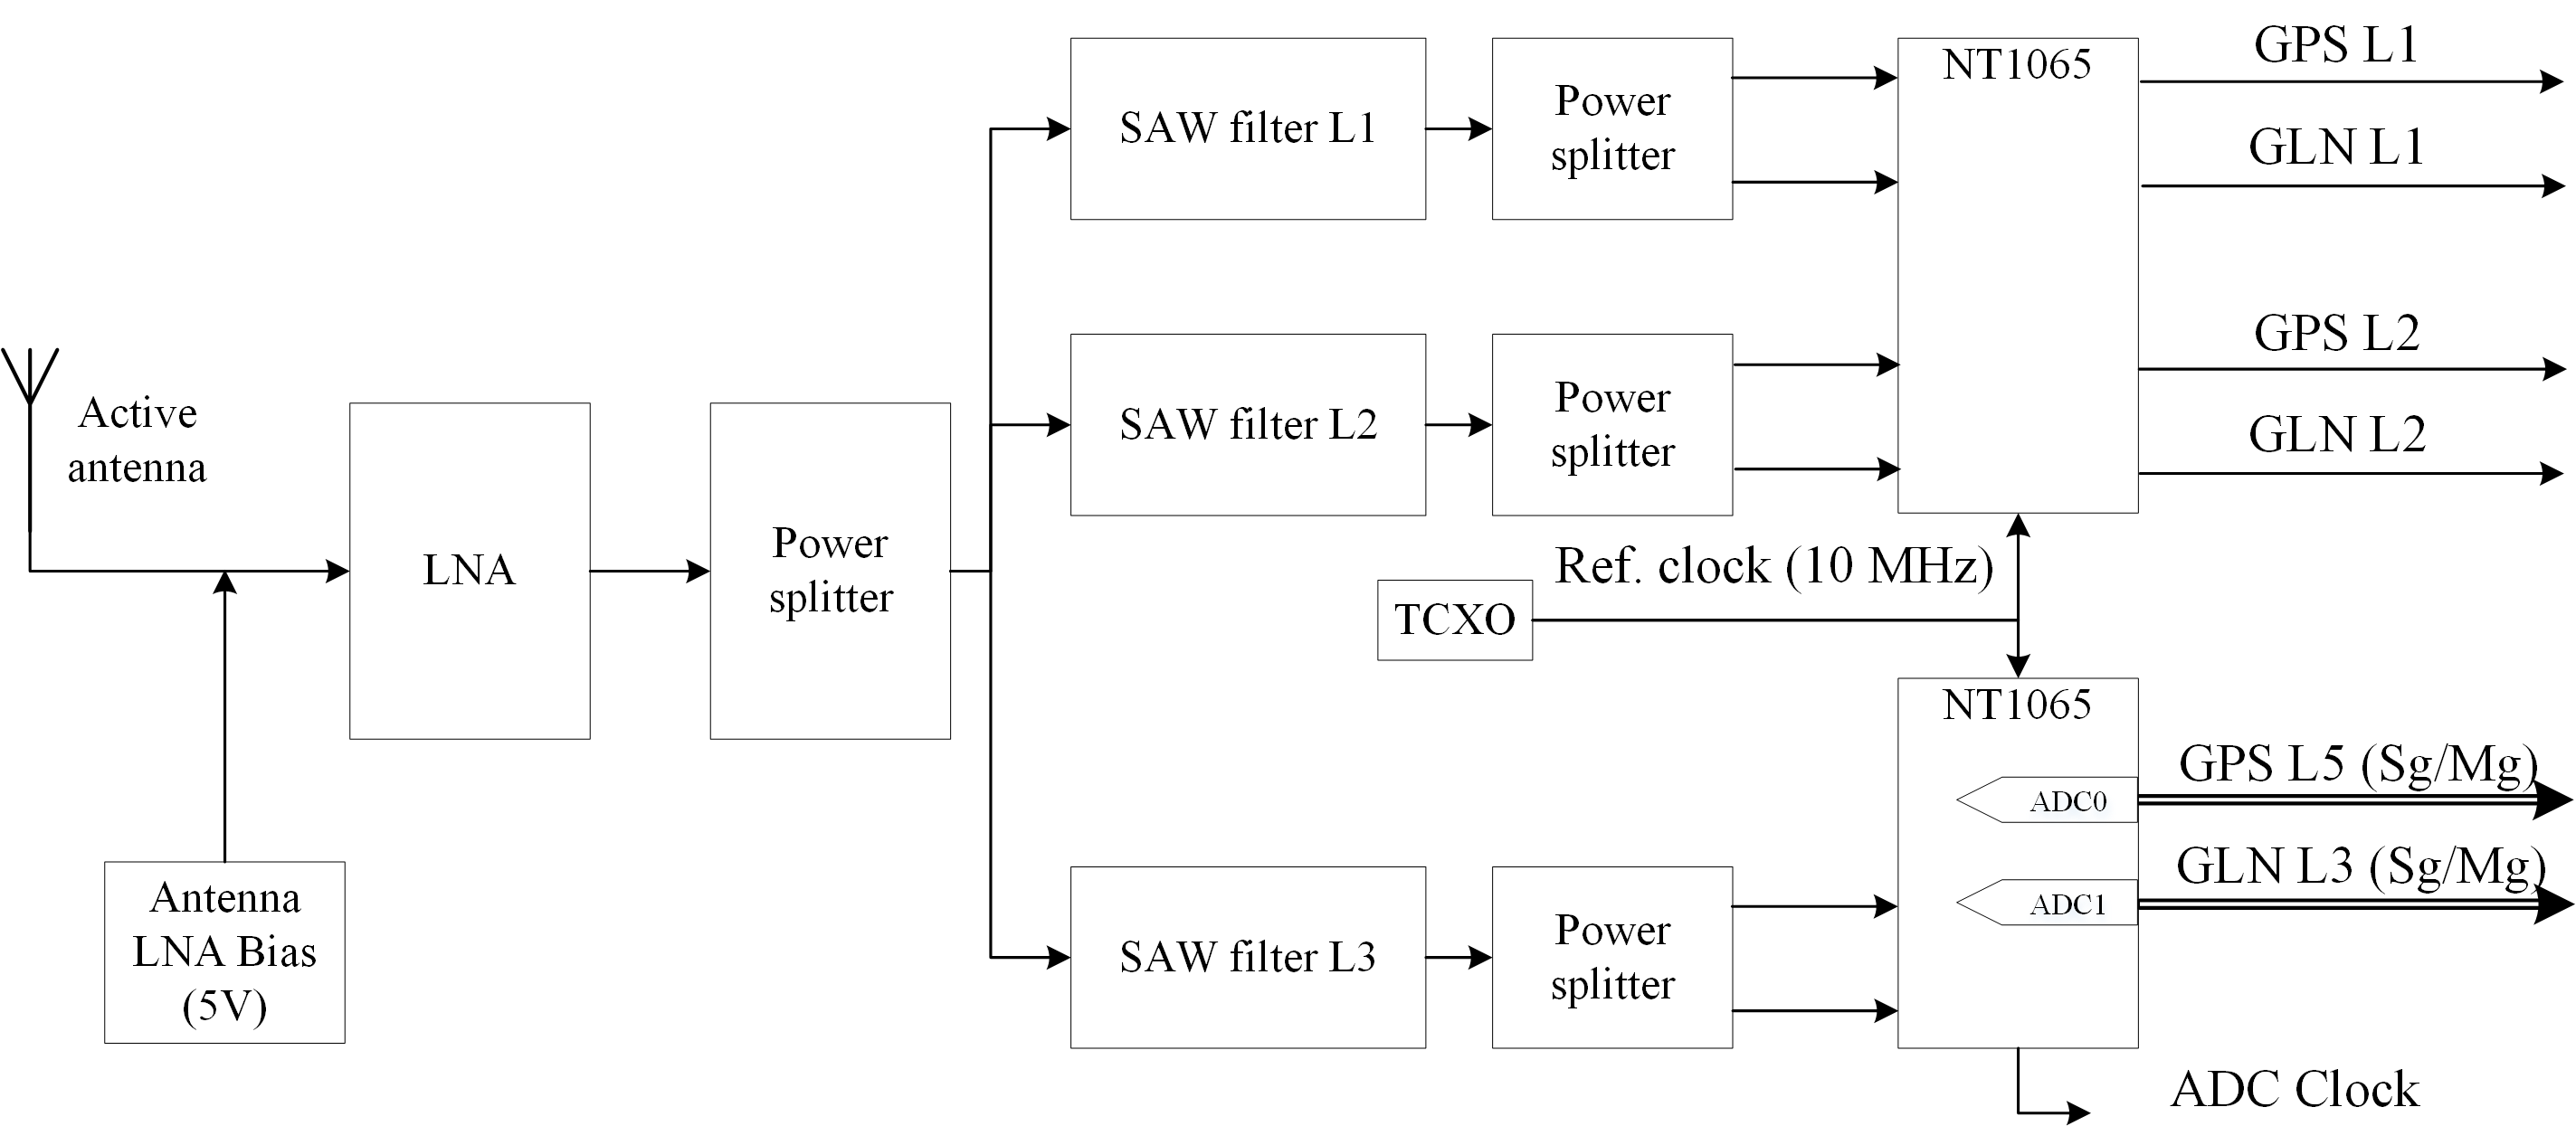 GPS L1
GLN L1
GPS L2
GLN L2
NT1065
SAW filter L1
Power
splitter
SAW filter L2
Power
splitter
Active
antenna
LNA
Power
splitter
Ref. clock (10 MHz)
TCXO
NT1065
GPS L5 (Sg/Mg)
ADC0
GLN L3 (Sg/Mg)
ADC1
Antenna
LNA Bias
(5V)
SAW filter L3
Power
splitter
ADC Clock